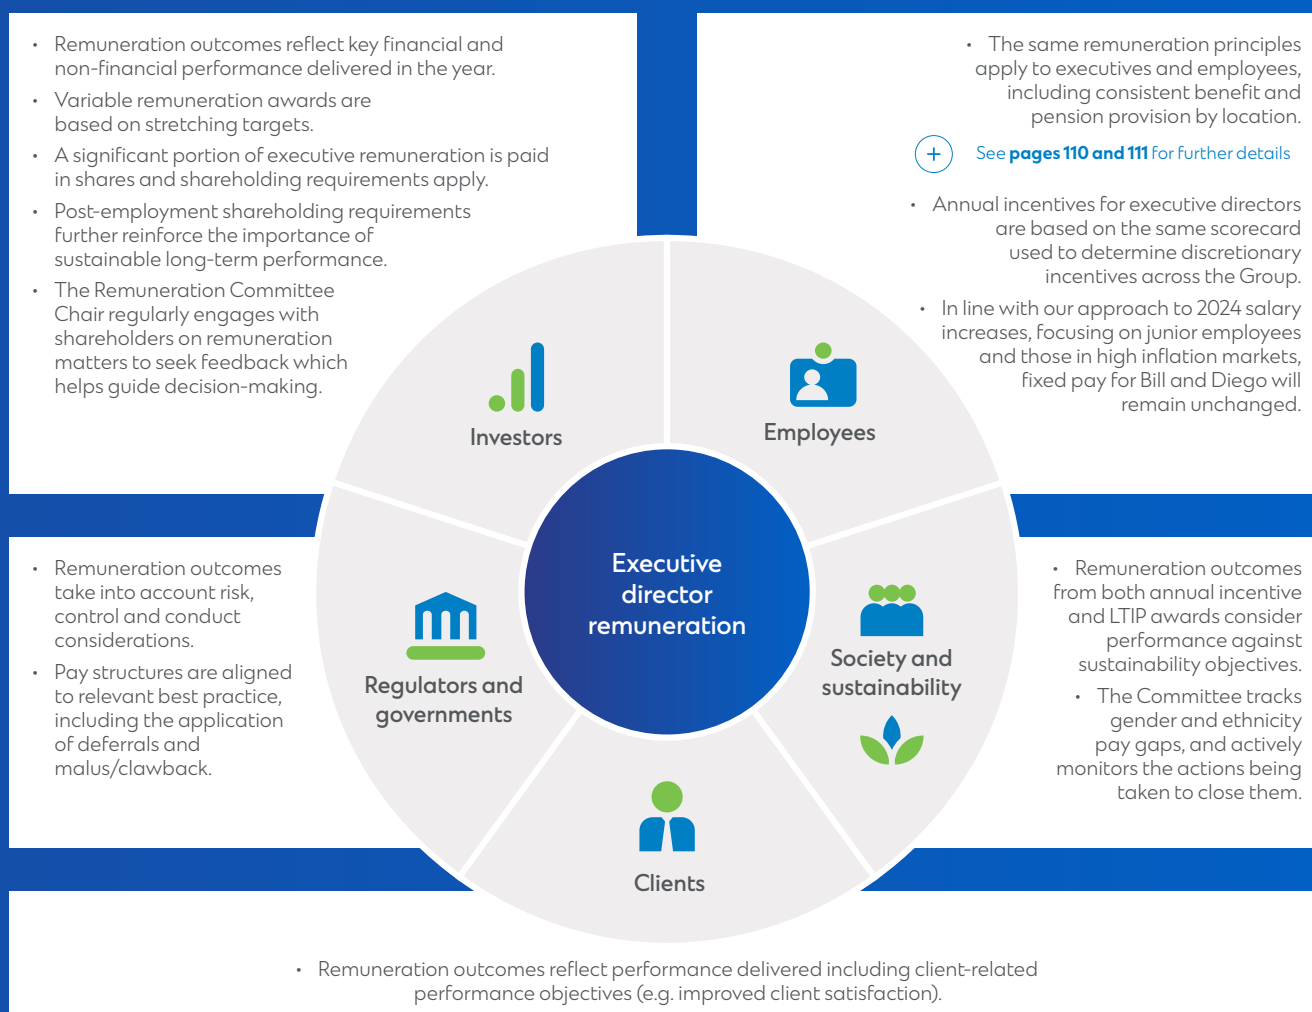 • Remuneration outcomes reflect key financial and
non-financial performance delivered in the year.
• Variable remuneration awards are
based on stretching targets.
• A significant portion of executive remuneration is paid
in shares and shareholding requirements apply.
• Post-employment shareholding requirements
further reinforce the importance of
sustainable long-term performance.
• The Remuneration Committee
Chair regularly engages with
shareholders on remuneration
matters to seek feedback which
helps guide decision-making.
• The same remuneration principles
apply to executives and employees,
including consistent benefit and
pension provision by location.
See pages 110 and 111 for further details
• Annual incentives for executive directors
are based on the same scorecard
used to determine discretionary
incentives across the Group.
• In line with our approach to 2024 salary
increases, focusing on junior employees
and those in high inflation markets,
fixed pay for Bill and Diego will
remain unchanged.
Investors
Employees
Executive
director
remuneration
• Remuneration outcomes
take into account risk,
control and conduct
considerations.
• Pay structures are aligned
to relevant best practice,
including the application
of deferrals and
malus/clawback.
Regulators and
governments
Society and
sustainability
• Remuneration outcomes
from both annual incentive
and LTIP awards consider
performance against
sustainability objectives.
• The Committee tracks
gender and ethnicity
pay gaps, and actively
monitors the actions being
taken to close them.
Clients
• Remuneration outcomes reflect performance delivered including client-related
performance objectives (e.g. improved client satisfaction).